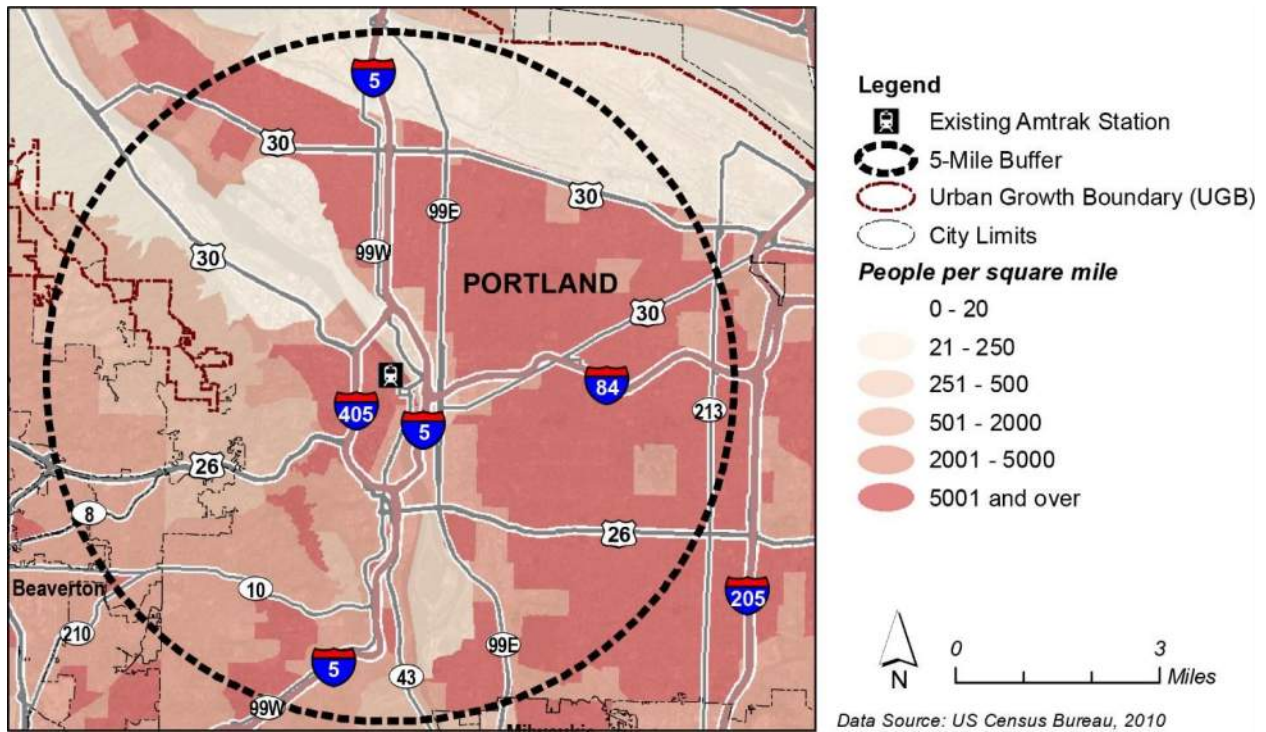 5
30
30
99E
30
99W
PORTLAND
30
84
405
5
213
26
8
26
Beaverton
10
205
210
99E
5
43
99W
Milwaukie
Legend
Existing Amtrak Station
5-Mile Buffer
Urban Growth Boundary (UGB)
City Limits
People per square mile
0 - 20
21 - 250
251 - 500
501 - 2000
2001 - 5000
5001 and over
N
0 3
Miles
Data Source: US Census Bureau, 2010